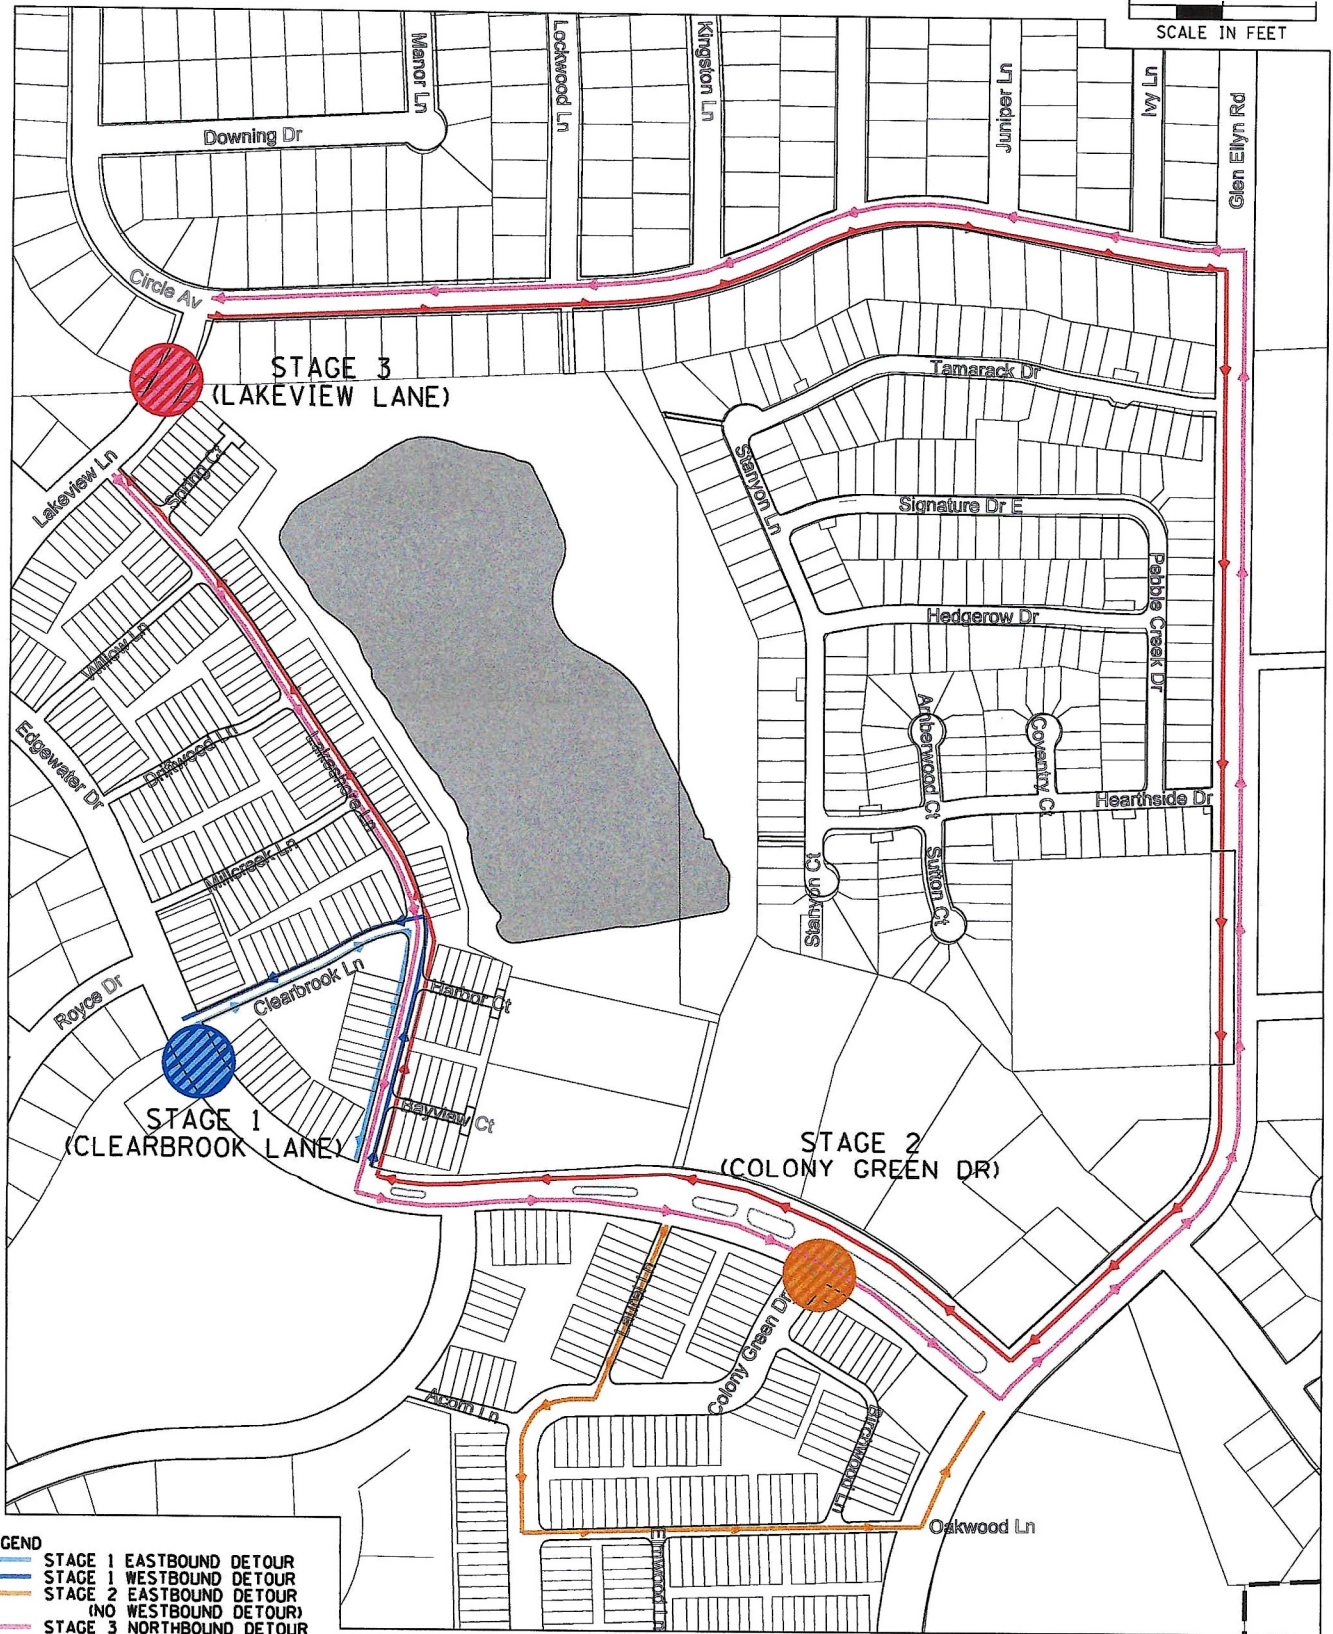 SCALE IN FEET
Manor Ln
Lockwood Ln
Kingston Ln
Juniper Ln
Ivy Ln
Glen Ellyn Rd
Downing Dr
Circle Av
STAGE 3
(LAKEVIEW LANE)
Tamarack Dr
Lakeview Ln
Spring Ct
Stanyon Ln
Signature Dr E
Pebble Creek Dr
Hedgerow Dr
Willow Ln
Edgewater Dr
Driftwood Ln
Lakeshore Ln
Amberwood Ct
Coventry Ct
Hearthside Dr
Millcreek Ln
Stanyon Ct
Sutton Ct
Clearbrook Ln
Harbor Ct
Royce Dr
STAGE 1
(CLEARBROOK LANE)
Bayview Ct
STAGE 2
(COLONY GREEN DR)
Laurel Ln
Colony Green Dr
Acorn Ln
Birchwood Ln
Oakwood Ln
Elmwood Ln
GEND
STAGE 1 EASTBOUND DETOUR
STAGE 1 WESTBOUND DETOUR
STAGE 2 EASTBOUND DETOUR
(NO WESTBOUND DETOUR)
STAGE 3 NORTHBOUND DETOUR